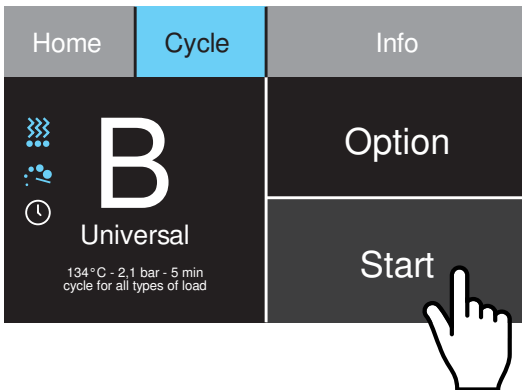 Home
Cycle
Info
B
Universal
134°C - 2,1 bar - 5 min
cycle for all types of load
Option
Start